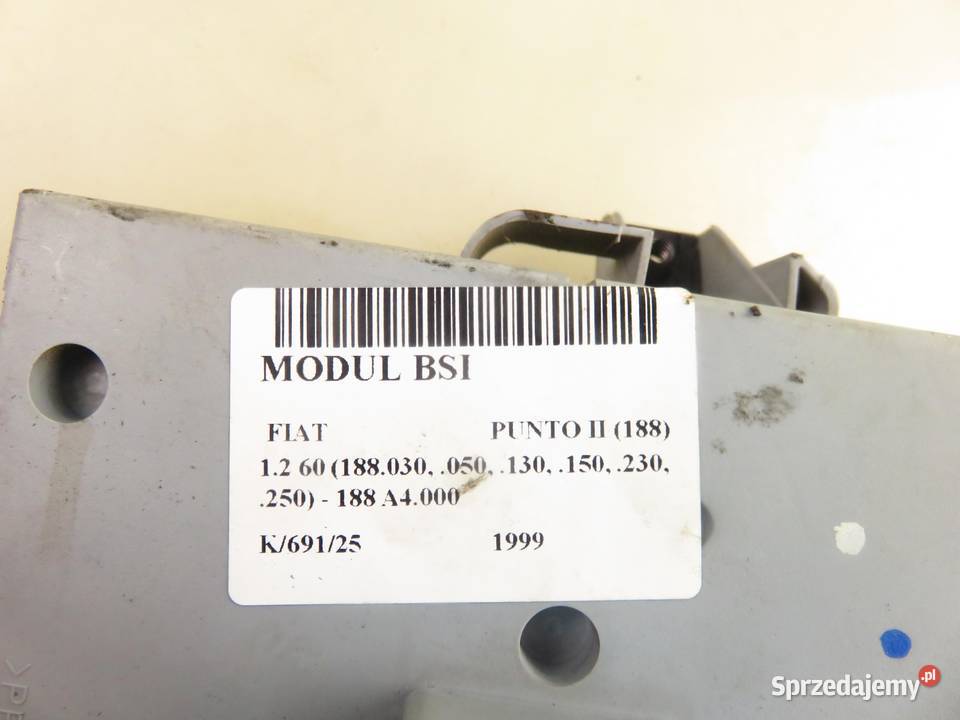 MODUL BSI
FIAT PUNTO II (188)
1.2 60 (188.030, .050, .130, .150, .230,
.250) - 188 A4.000
K/691/25 1999
Sprzedajemy.pl